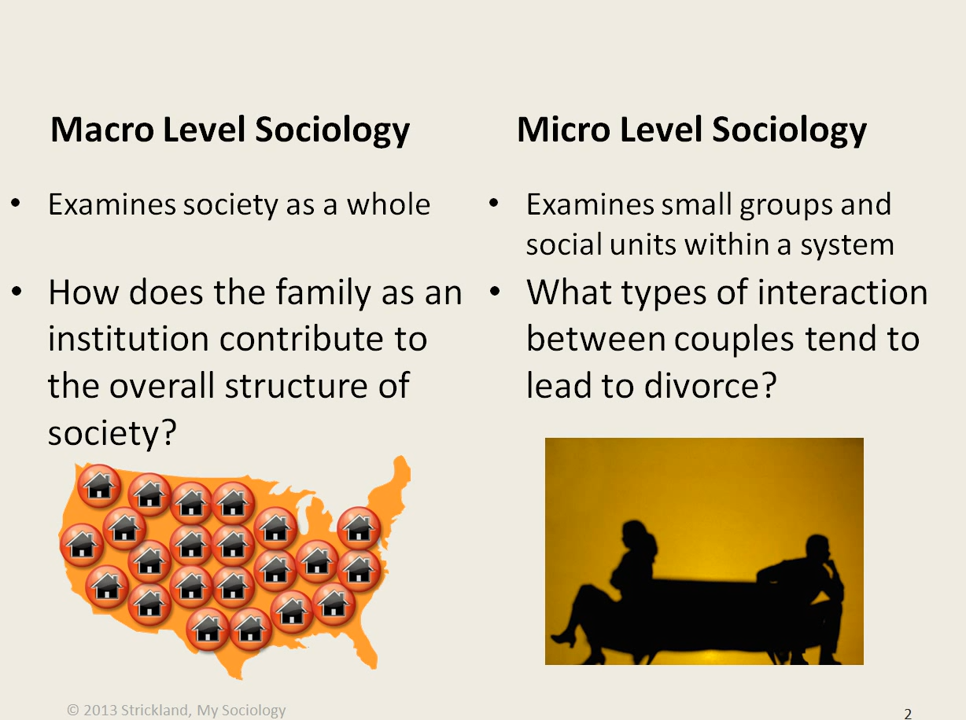 Macro Level Sociology
• Examines society as a whole
• How does the family as an
institution contribute to
the overall structure of
society?
Micro Level Sociology
• Examines small groups and
social units within a system
• What types of interaction
between couples tend to
lead to divorce?
© 2013 Strickland, My Sociology
2